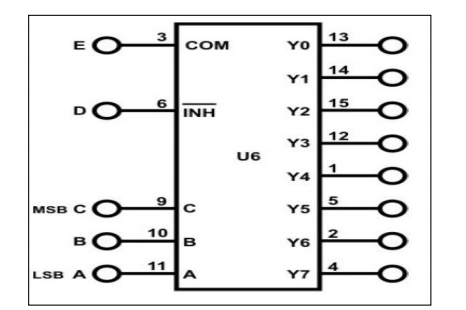 E 3 COM Y0 13
Y1 14
D 6 INH Y2 15
Y3 12
U6
Y4 1
MSB C 9 C Y5 5
B 10 B Y6 2
LSB A 11 A Y7 4